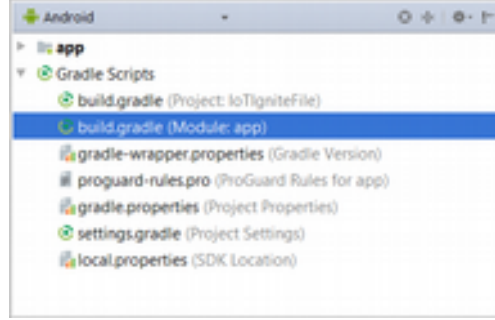 Android
app
Gradle Scripts
build.gradle (Project: IoTIgniteFile)
build.gradle (Module: app)
gradle-wrapper.properties (Gradle Version)
proguard-rules.pro (ProGuard Rules for app)
gradle.properties (Project Properties)
settings.gradle (Project Settings)
local.properties (SDK Location)